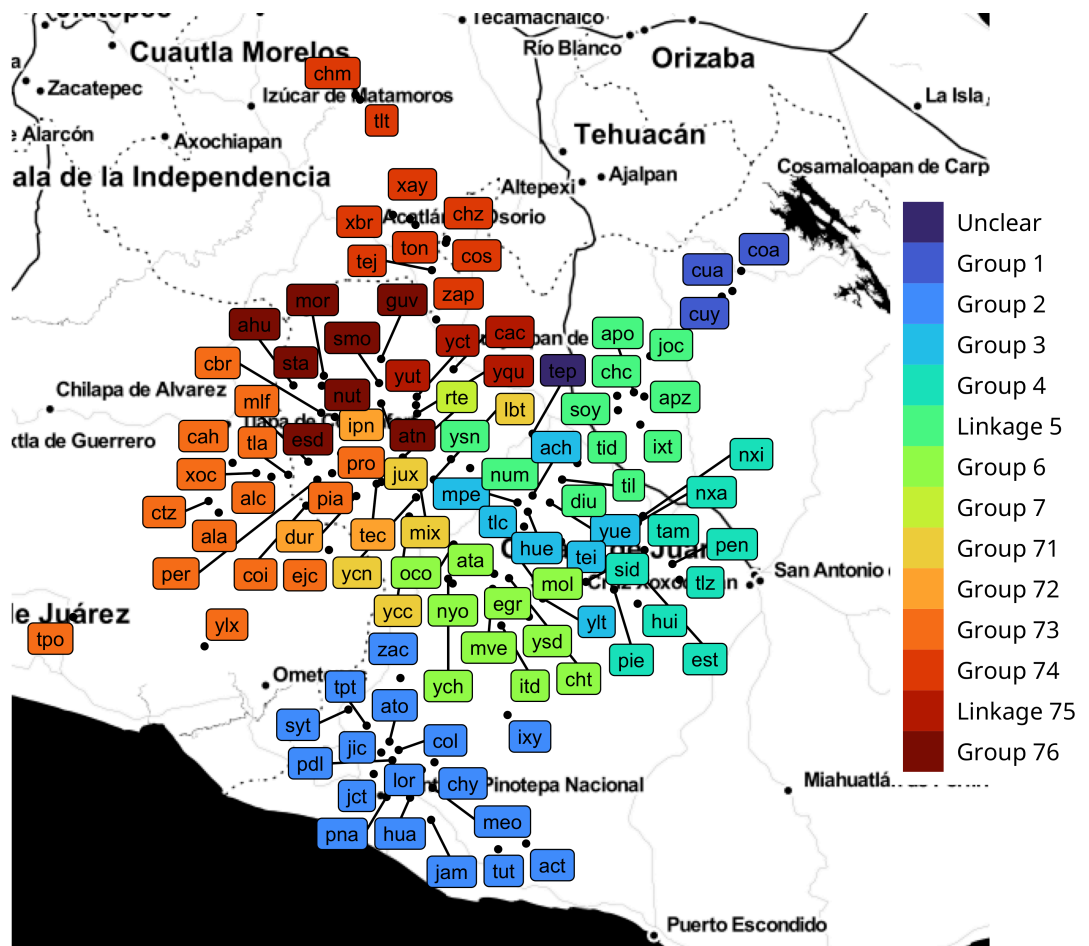 Tecamachalco
Cuautla Morelos
Río Blanco
Orizaba
chm
Zacatepec
Izúcar de Matamoros
La Isla
tlt
e Alarcón
Axochiapan
Tehuacán
ala de la Independencia
Altepexi
Ajalpan
Cosamaloapan de Carp
xay
xbr
chz
Acatlán Osorio
ton
cos
tej
zap
coa
cua
cuy
Unclear
Group 1
Group 2
Group 3
Group 4
Linkage 5
Group 6
Group 7
Group 71
Group 72
Group 73
Group 74
Linkage 75
Group 76
mor
guv
ahu
smo
yct
cac
apo
joc
cbr
sta
yut
yqu
tep
chc
Chilapa de Alvarez
mlf
nut
rte
lbt
soy
apz
xtla de Guerrero
cah
tla
esd
ipn
atn
ysn
ach
tid
ixt
nxi
xoc
alc
pro
jux
num
til
nxa
ctz
pia
mpe
diu
ala
dur
tec
mix
tlc
yue
tam
pen
hue
tei
sid
San Antonio
per
coi
ejc
ycn
oco
ata
mol
tlz
ycc
nyo
egr
ylt
hui
le Juárez
tpo
ylx
zac
mve
ysd
pie
est
ych
itd
cht
tpt
ato
syt
jic
col
ixy
pdl
lor
chy
Pinotepa Nacional
jct
meo
pna
hua
jam
tut
act
Puerto Escondido